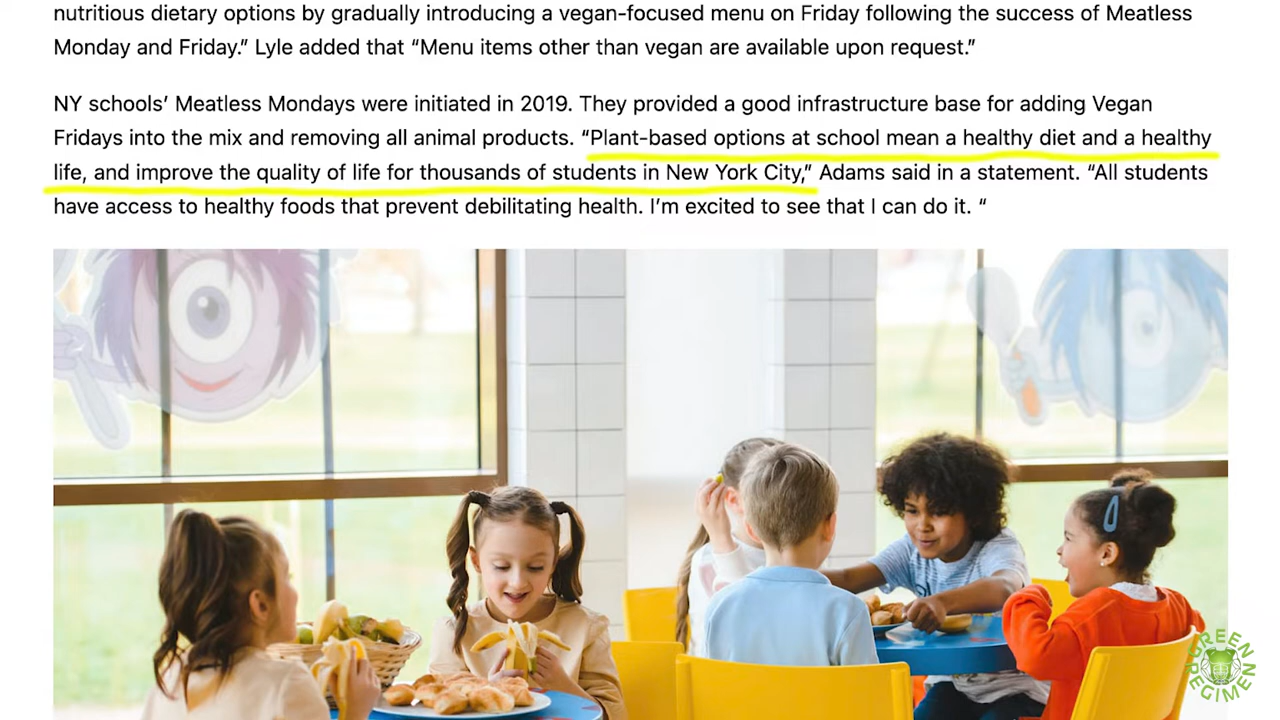 nutritious dietary options by gradually introducing a vegan-focused menu on Friday following the success of Meatless
Monday and Friday.” Lyle added that “Menu items other than vegan are available upon request.”
NY schools’ Meatless Mondays were initiated in 2019. They provided a good infrastructure base for adding Vegan
Fridays into the mix and removing all animal products. “Plant-based options at school mean a healthy diet and a healthy
life, and improve the quality of life for thousands of students in New York City,” Adams said in a statement. “All students
have access to healthy foods that prevent debilitating health. I’m excited to see that I can do it. “
GREEN
REGIMEN